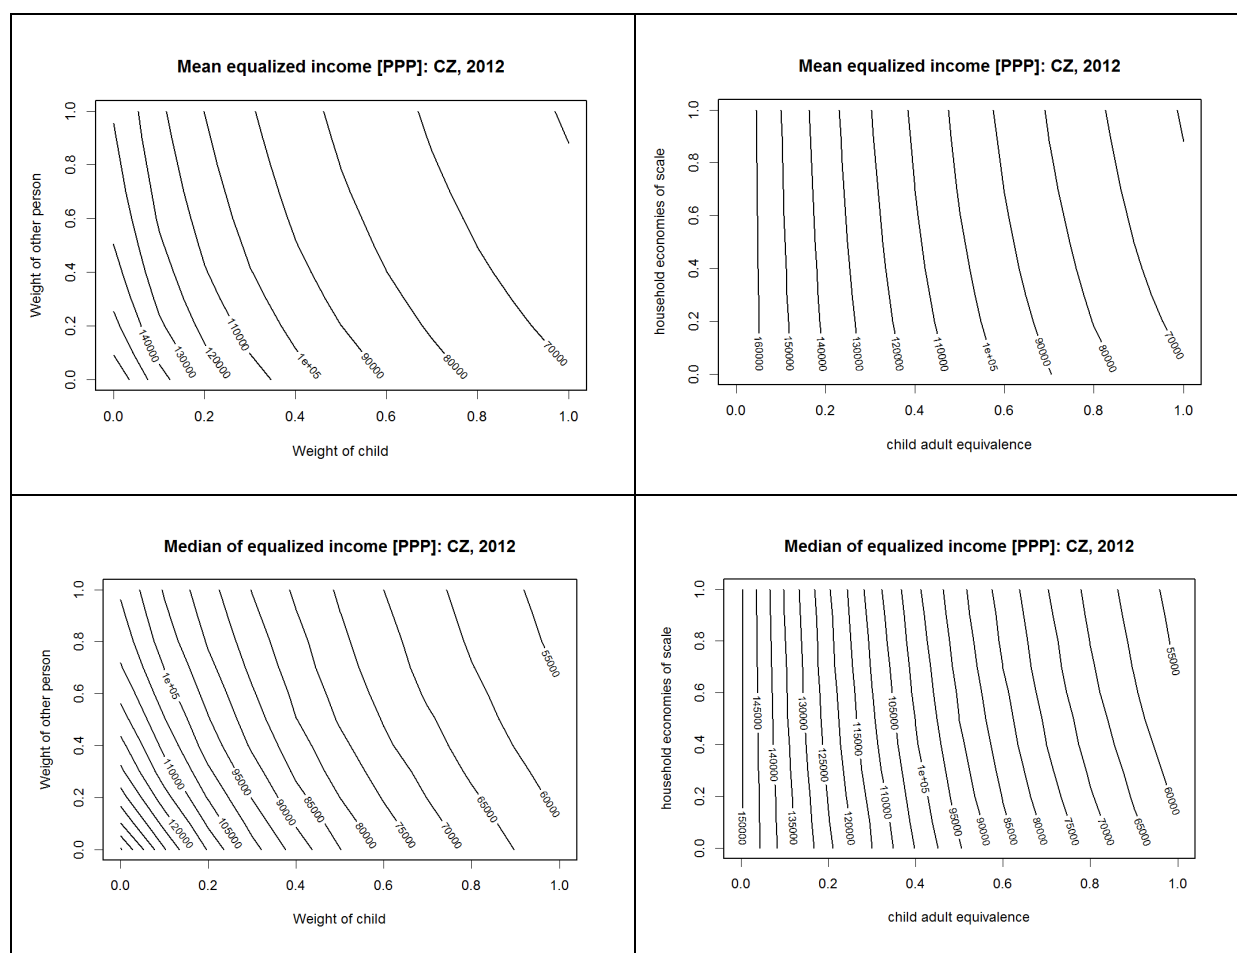 Mean equalized income [PPP]: CZ, 2012
Weight of other person
0.0 0.2 0.4 0.6 0.8 1.0
140000
130000
120000
110000
1e+05
90000
80000
70000
0.0 0.2 0.4 0.6 0.8 1.0
Weight of child
Mean equalized income [PPP]: CZ, 2012
household economies of scale
0.0 0.2 0.4 0.6 0.8 1.0
160000
150000
140000
130000
120000
110000
1e+05
90000
80000
70000
0.0 0.2 0.4 0.6 0.8 1.0
child adult equivalence
Median of equalized income [PPP]: CZ, 2012
Weight of other person
0.0 0.2 0.4 0.6 0.8 1.0
120000
110000
105000
1e+05
95000
90000
85000
80000
75000
70000
65000
60000
55000
0.0 0.2 0.4 0.6 0.8 1.0
Weight of child
Median of equalized income [PPP]: CZ, 2012
household economies of scale
0.0 0.2 0.4 0.6 0.8 1.0
150000
145000
140000
135000
130000
125000
120000
115000
110000
105000
1e+05
95000
90000
85000
80000
75000
70000
65000
60000
55000
0.0 0.2 0.4 0.6 0.8 1.0
child adult equivalence